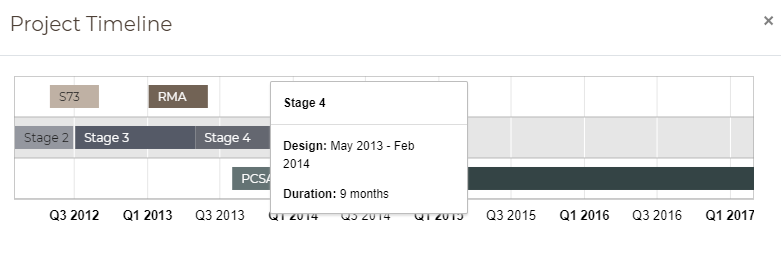 Project Timeline
×
S73
RMA
Stage 4
Stage 2
Stage 3
Stage 4
Design: May 2013 - Feb
2014
Duration: 9 months
PCSA
Q3 2012
Q1 2013
Q3 2013
Q1 2014
Q3 2014
Q1 2015
Q3 2015
Q1 2016
Q3 2016
Q1 2017